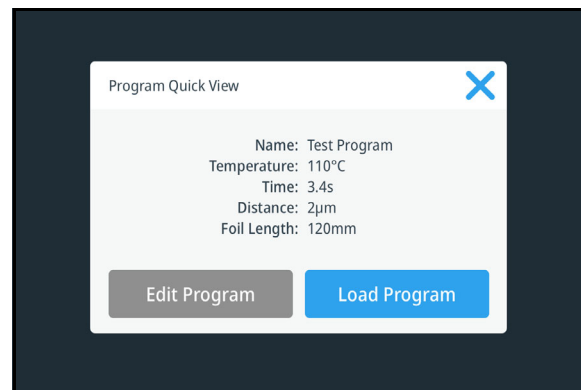 Program Quick View
Name: Test Program
Temperature: 110°C
Time: 3.4s
Distance: 2μm
Foil Length: 120mm
Edit Program
Load Program